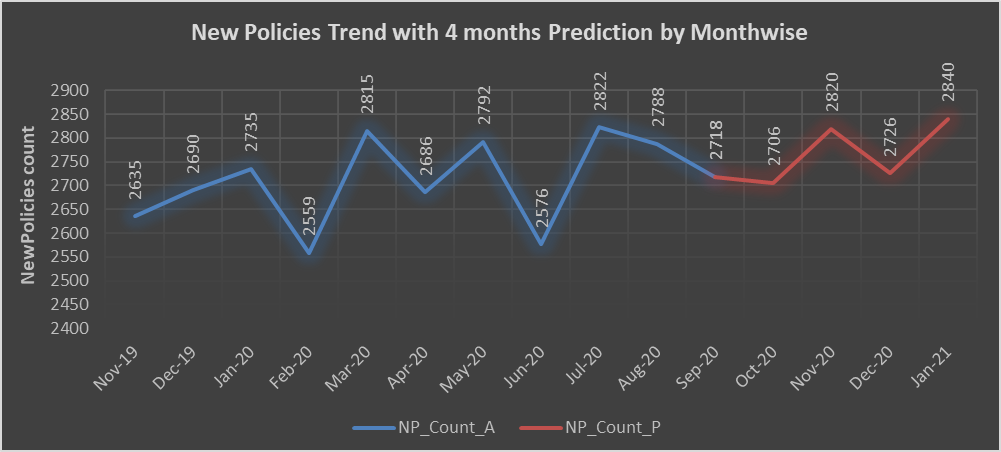 New Policies Trend with 4 months Prediction by Monthwise
NewPolicies count
2900
2850
2800
2750
2700
2650
2600
2550
2500
2450
2400
2635
2690
2735
2559
2815
2686
2792
2576
2822
2788
2718
2706
2820
2726
2840
Nov-19
Dec-19
Jan-20
Feb-20
Mar-20
Apr-20
May-20
Jun-20
Jul-20
Aug-20
Sep-20
Oct-20
Nov-20
Dec-20
Jan-21
NP_Count_A
NP_Count_P